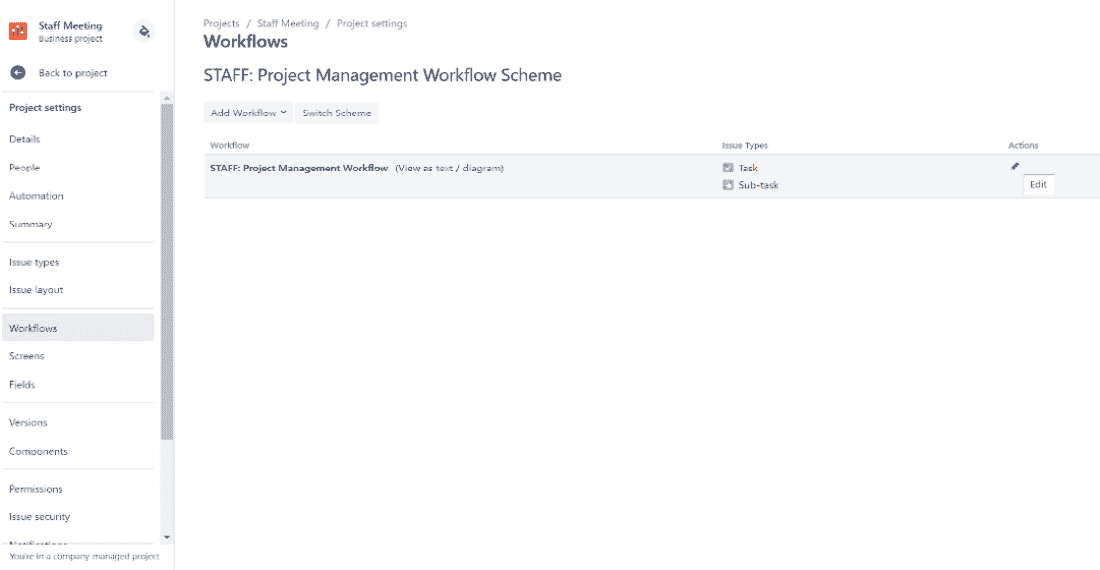 Staff Meeting
Business project
Back to project
Project settings
Details
People
Automation
Summary
Issue types
Issue layout
Workflows
Screens
Fields
Versions
Components
Permissions
Issue security
Notifications
You're in a company managed project
Projects / Staff Meeting / Project settings
Workflows
STAFF: Project Management Workflow Scheme
Add Workflow Switch Scheme
Workflow Issue Types Actions
STAFF: Project Management Workflow (View as text / diagram) Task
Sub-task Edit